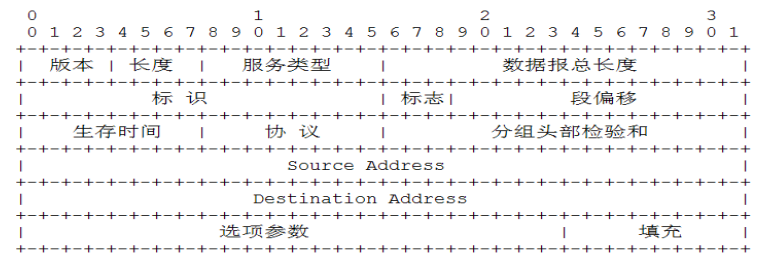 0                   1                   2                   3
0 1 2 3 4 5 6 7 8 9 0 1 2 3 4 5 6 7 8 9 0 1 2 3 4 5 6 7 8 9 0 1
+-+-+-+-+-+-+-+-+-+-+-+-+-+-+-+-+-+-+-+-+-+-+-+-+-+-+-+-+-+-+-+-+
| 版本 | 长度 | 服务类型 | 数据报总长度 |
+-+-+-+-+-+-+-+-+-+-+-+-+-+-+-+-+-+-+-+-+-+-+-+-+-+-+-+-+-+-+-+-+
| 标 识 | 标志| 段偏移 |
+-+-+-+-+-+-+-+-+-+-+-+-+-+-+-+-+-+-+-+-+-+-+-+-+-+-+-+-+-+-+-+-+
| 生存时间 | 协 议 | 分组头部检验和 |
+-+-+-+-+-+-+-+-+-+-+-+-+-+-+-+-+-+-+-+-+-+-+-+-+-+-+-+-+-+-+-+-+
| Source Address |
+-+-+-+-+-+-+-+-+-+-+-+-+-+-+-+-+-+-+-+-+-+-+-+-+-+-+-+-+-+-+-+-+
| Destination Address |
+-+-+-+-+-+-+-+-+-+-+-+-+-+-+-+-+-+-+-+-+-+-+-+-+-+-+-+-+-+-+-+-+
| 选项参数 | 填充 |
+-+-+-+-+-+-+-+-+-+-+-+-+-+-+-+-+-+-+-+-+-+-+-+-+-+-+-+-+-+-+-+-+